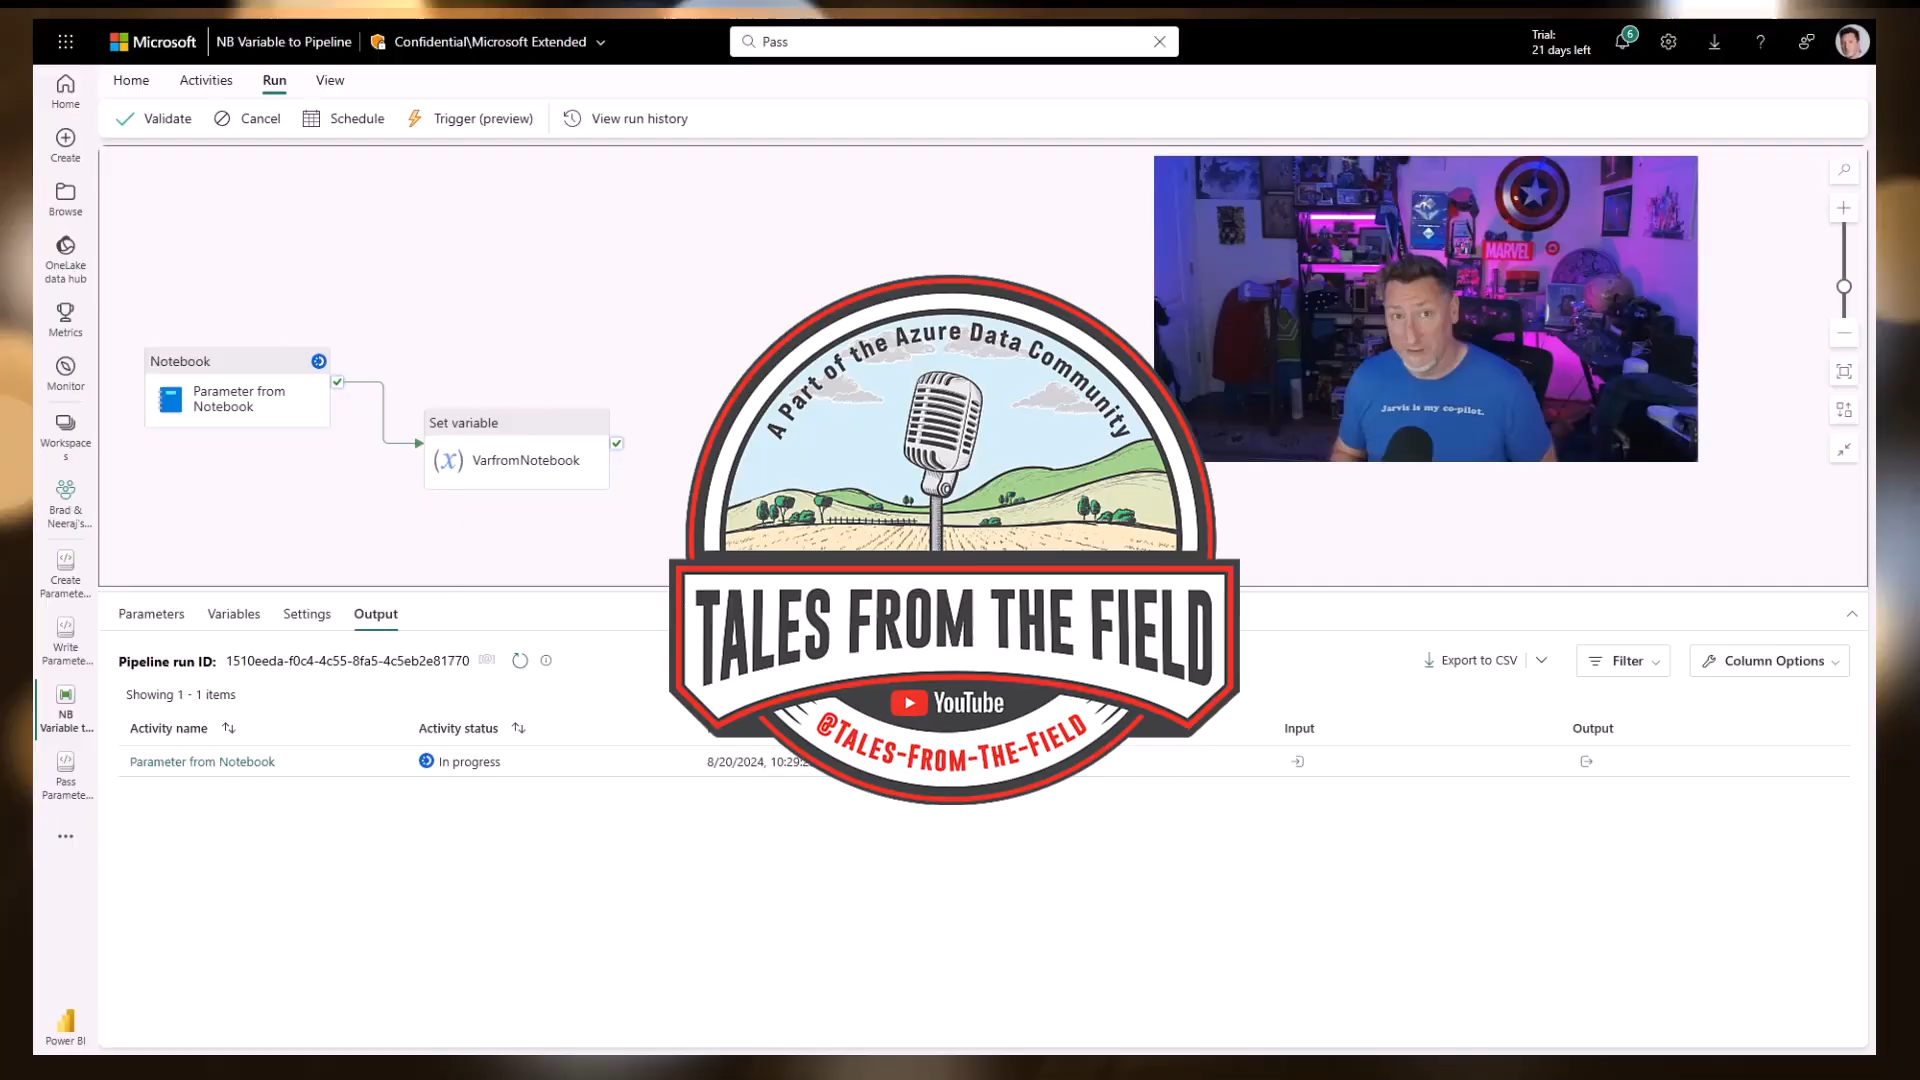 Microsoft
NB Variable to Pipeline
Confidential\Microsoft Extended
Pass
Trial:
21 days left
6
?
Home
Activities
Run
View
Validate
Cancel
Schedule
Trigger (preview)
View run history
Home
Create
Browse
OneLake
data hub
Metrics
Monitor
Workspace
s
Brad &
Neeraj's...
Create
Paramete...
Write
Paramete...
NB
Variable t...
Pass
Paramete...
Power BI
Notebook
Parameter from
Notebook
Set variable
(x) VarfromNotebook
MARVEL
Jarvis is my co-pilot.
A Part of the Azure Data Community
TALES FROM THE FIELD
YouTube
@TALES-FROM-THE-FIELD
Parameters
Variables
Settings
Output
Pipeline run ID: 1510eeda-f0c4-4c55-8fa5-4c5eb2e81770
Export to CSV
Filter
Column Options
Showing 1 - 1 items
Activity name
Activity status
Input
Output
Parameter from Notebook
In progress
8/20/2024, 10:29: